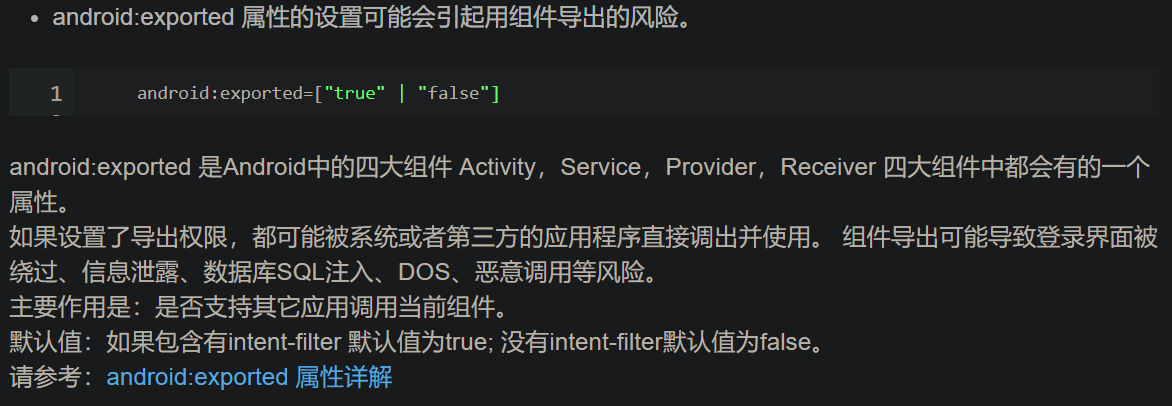 • android:exported 属性的设置可能会引起用组件导出的风险。
1 android:exported=["true" | "false"]
android:exported 是Android中的四大组件 Activity，Service，Provider，Receiver 四大组件中都会有的一个
属性。
如果设置了导出权限，都可能被系统或者第三方的应用程序直接调出并使用。 组件导出可能导致登录界面被
绕过、信息泄露、数据库SQL注入、DOS、恶意调用等风险。
主要作用是：是否支持其它应用调用当前组件。
默认值：如果包含有intent-filter 默认值为true; 没有intent-filter默认值为false。
请参考：android:exported 属性详解